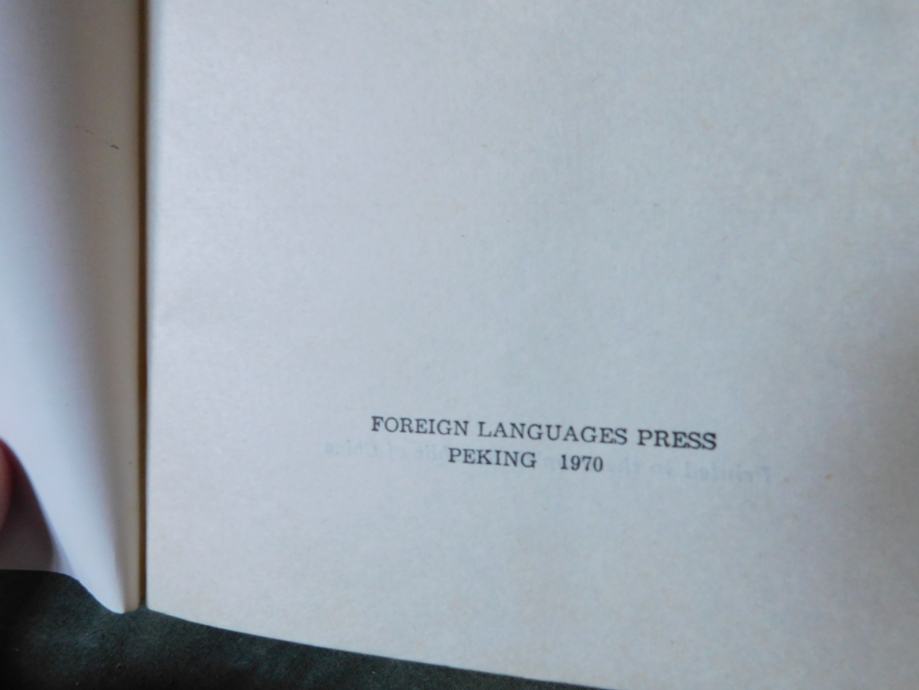 FOREIGN LANGUAGES PRESS
PEKING 1970